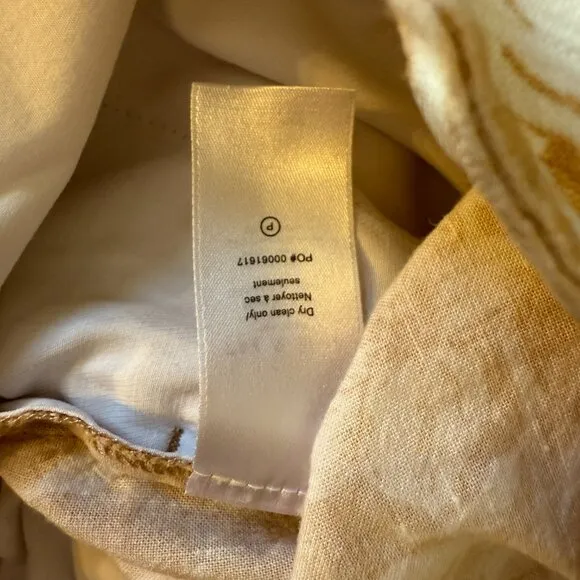 Dry clean only/
Nettoyer à sec
seulement
PO# 00061617
P